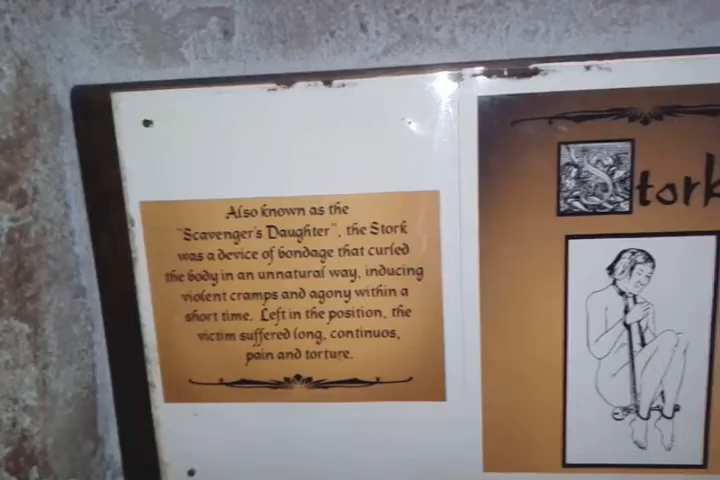 Also known as the
"Scavenger's Daughter", the Stork
was a device of bondage that curled
the body in an unnatural way, inducing
violent cramps and agony within a
short time. Left in the position, the
victim suffered long, continuos,
pain and torture.
Stork